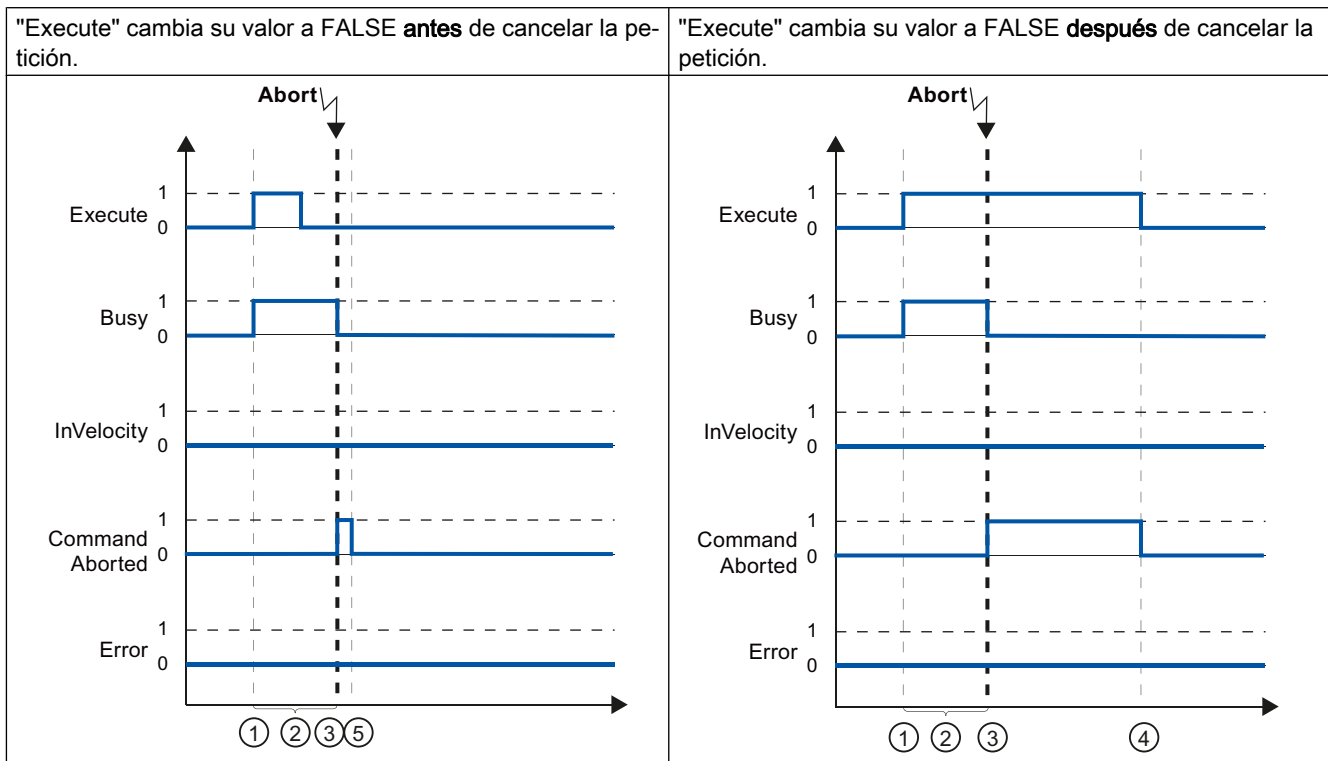 "Execute" cambia su valor a FALSE antes de cancelar la pe-
tición.
"Execute" cambia su valor a FALSE después de cancelar la
petición.
Abort
1
Execute
0
1
Busy
0
1
InVelocity
0
1
Command
Aborted
0
1
Error
0
1 2 3 5
Abort
1
Execute
0
1
Busy
0
1
InVelocity
0
1
Command
Aborted
0
1
Error
0
1 2 3 4